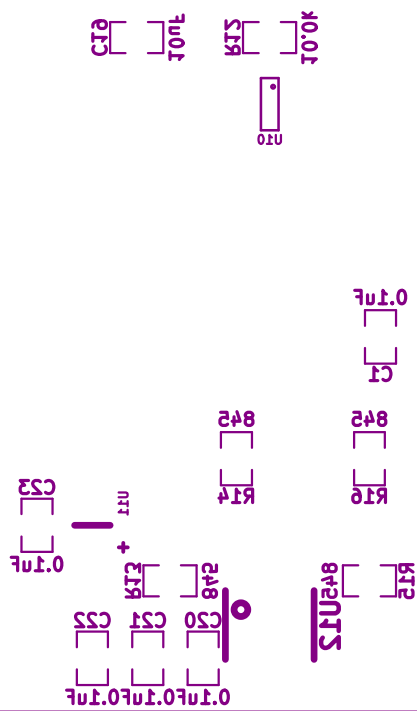 C19
10uF
R12
10.0k
U10
0.1uF
C1
845
845
R14
R16
C23
U11
0.1uF
+
R13
845
845
R15
C22
C21
C20
U12
0.1uF
0.1uF
0.1uF